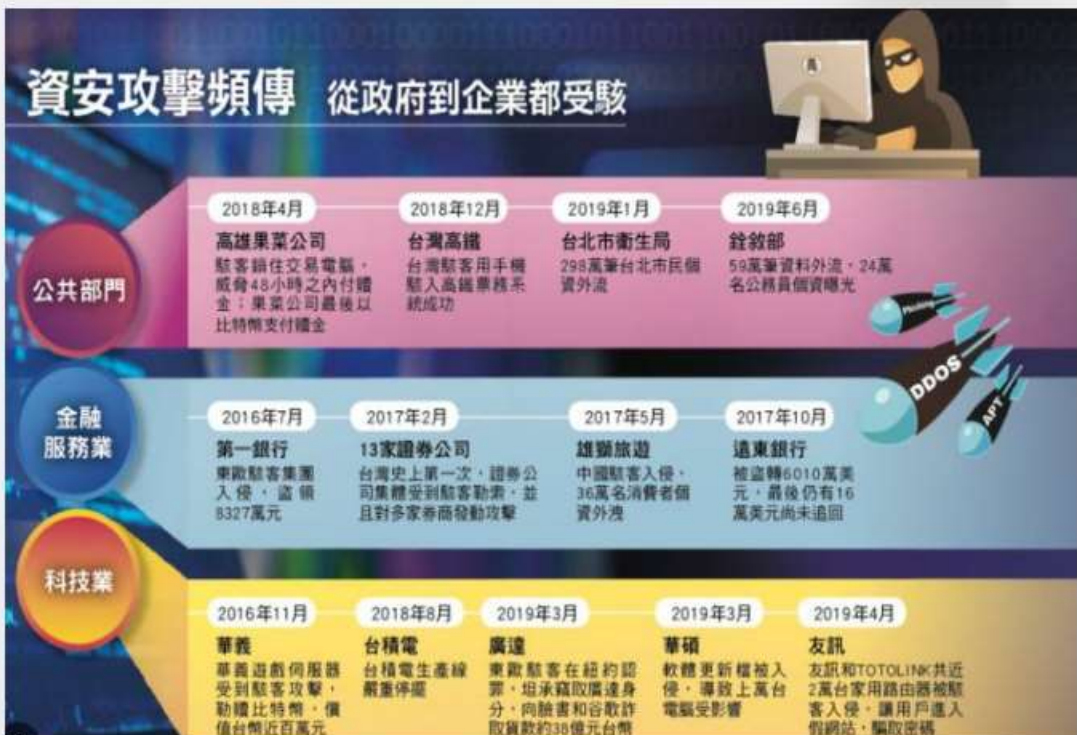 資安攻擊頻傳 從政府到企業都受駭
公共部門
2018年4月
高雄果菜公司
駭客鎖住交易電腦，
威脅48小時之內付贖
金；果菜公司最後以
比特幣支付贖金
2018年12月
台灣高鐵
台灣駭客用手機
駭入高鐵票務系
統成功
2019年1月
台北市衛生局
298萬筆台北市民個
資外流
2019年6月
銓敘部
59萬筆資料外流，24萬
名公務員個資曝光
DDOS
APT
金融
服務業
2016年7月
第一銀行
東歐駭客集團
入侵，盜領
8327萬元
2017年2月
13家證券公司
台灣史上第一次，證券公
司集體受到駭客勒索，並
且對多家券商發動攻擊
2017年5月
雄獅旅遊
中國駭客入侵，
36萬名消費者個
資外洩
2017年10月
遠東銀行
被盜轉6010萬美
元，最後仍有16
萬美元尚未追回
科技業
2016年11月
華義
華義遊戲伺服器
受到駭客攻擊，
勒贖比特幣，價
值台幣近百萬元
2018年8月
台積電
台積電生產線
嚴重停擺
2019年3月
廣達
東歐駭客在紐約認
罪，坦承竊取廣達身
分，向臉書和谷歌詐
取貨款約38億元台幣
2019年3月
華碩
軟體更新檔被入
侵，導致上萬台
電腦受影響
2019年4月
友訊
友訊和TOTOLINK共近
2萬台家用路由器被駭
客入侵，讓用戶進入
假網站，騙取密碼